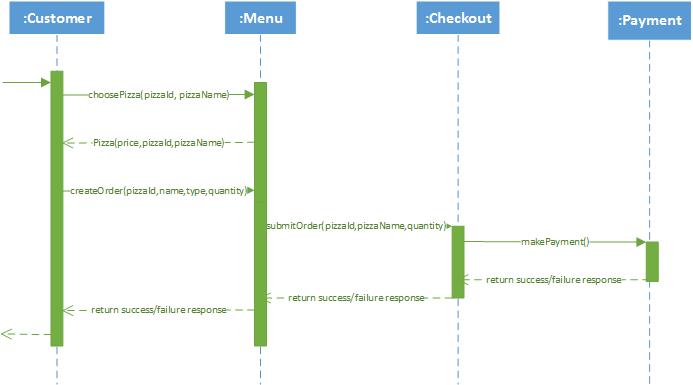 :Customer
:Menu
:Checkout
:Payment
choosePizza(pizzaId, pizzaName)
Pizza(price,pizzaId,pizzaName)
createOrder(pizzaId,name,type,quantity)
submitOrder(pizzaId,pizzaName,quantity)
makePayment()
return success/failure response
return success/failure response
return success/failure response